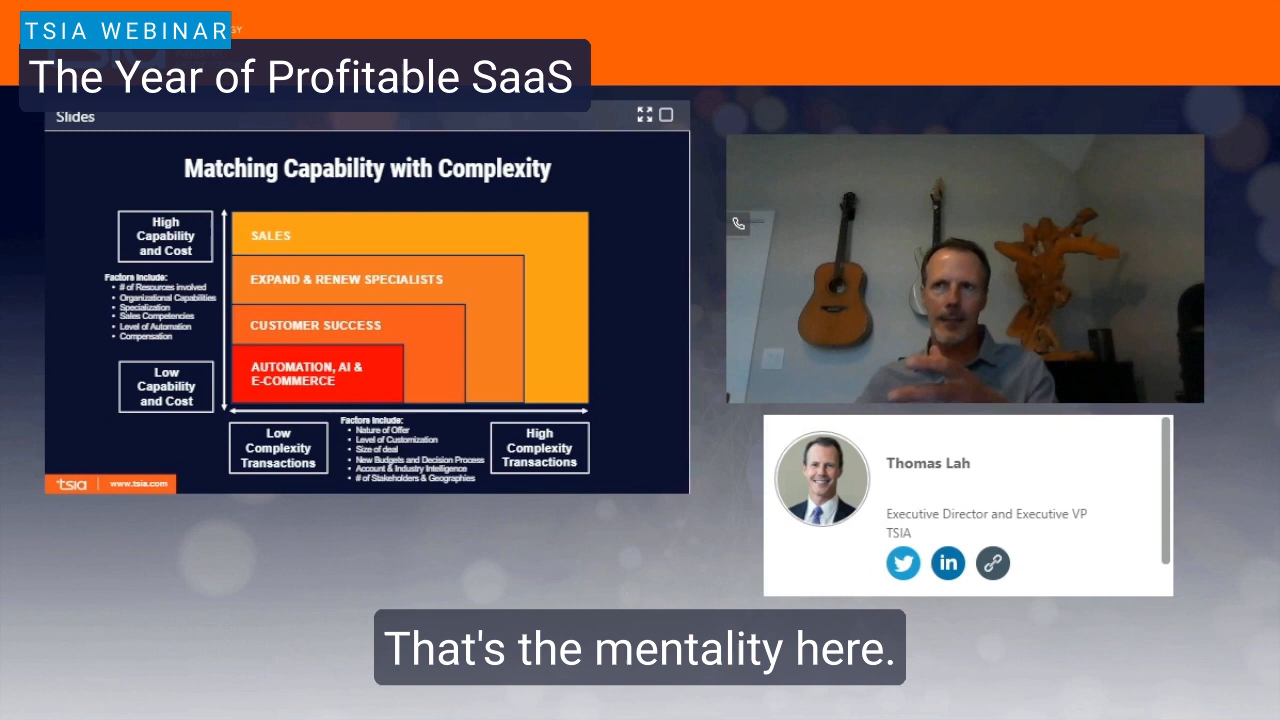 TSIA WEBINAR
GY
The Year of Profitable SaaS
Slides
Matching Capability with Complexity
High
Capability
and Cost
Factors Include:
• # of Resources involved
• Organizational Capabilities
• Specialization
• Sales Competencies
• Level of Automation
• Compensation
Low
Capability
and Cost
SALES
EXPAND & RENEW SPECIALISTS
CUSTOMER SUCCESS
AUTOMATION, AI &
E-COMMERCE
Low
Complexity
Transactions
Factors Include:
• Nature of Offer
• Level of Customization
• Size of deal
• New Budgets and Decision Process
• Account & Industry Intelligence
• # of Stakeholders & Geographies
High
Complexity
Transactions
tsia | www.tsia.com
Thomas Lah
Executive Director and Executive VP
TSIA
in
That's the mentality here.